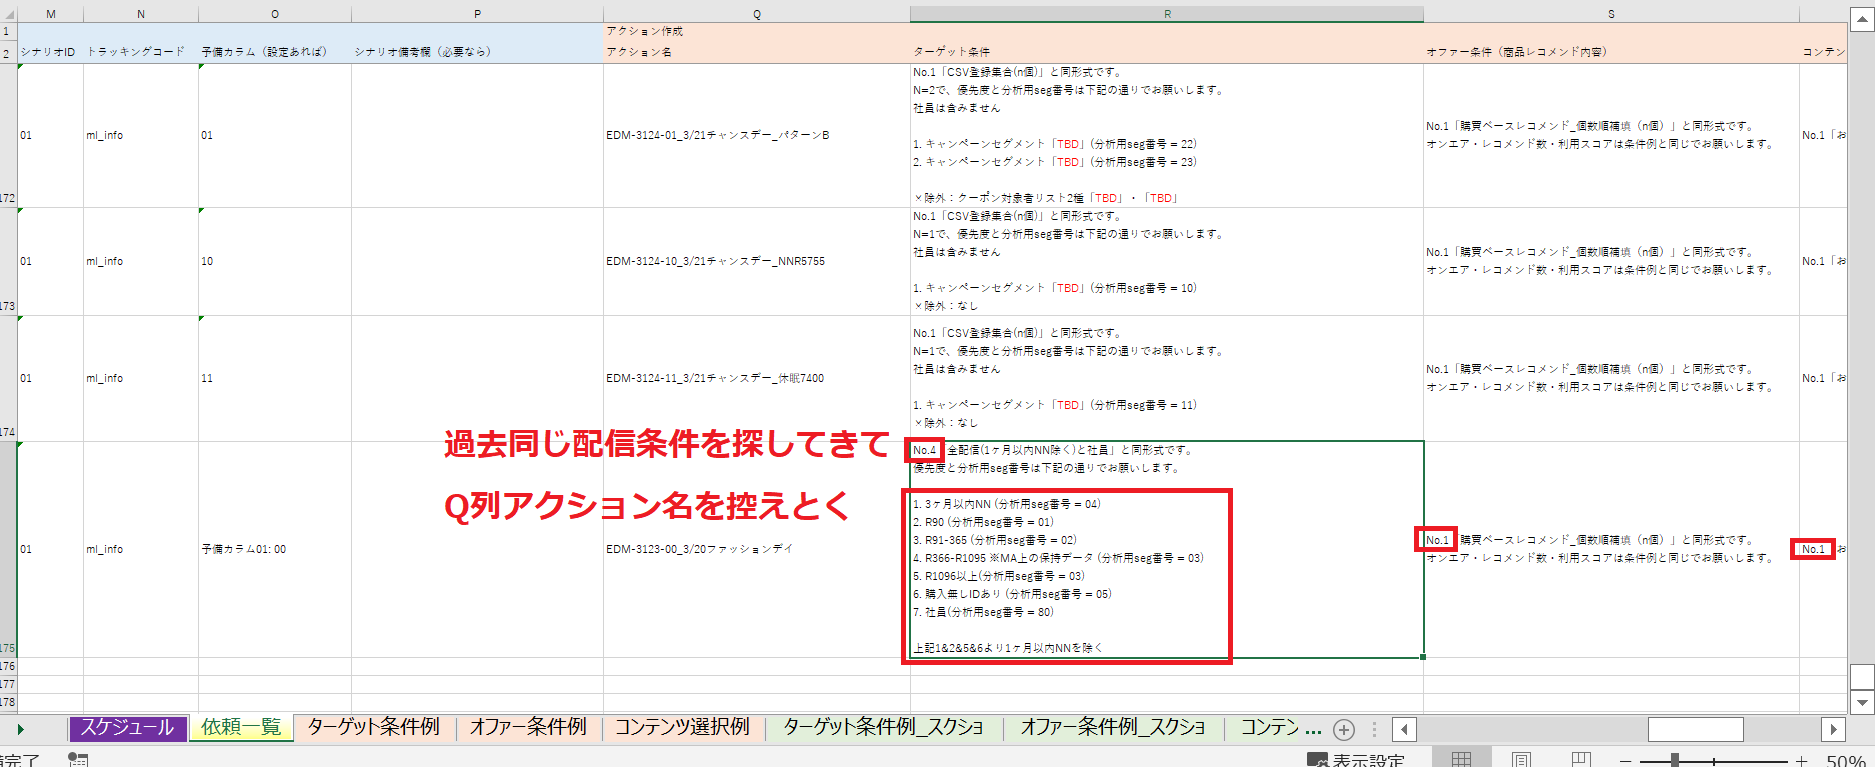 M N O P Q R S
1 アクション作成
2 シナリオID トラッキングコード 予備カラム（設定あれば） シナリオ備考欄（必要なら） アクション名 ターゲット条件 オファー条件（商品レコメンド内容） コンテン
No.1「CSV登録集合(n個)」と同形式です。
N=2で、優先度と分析用seg番号は下記の通りでお願いします。
社員は含みません
1. キャンペーンセグメント「TBD」(分析用seg番号 = 22)
2. キャンペーンセグメント「TBD」(分析用seg番号 = 23)
×除外：クーポン対象者リスト2種「TBD」・「TBD」
01 ml_info 01 EDM-3124-01_3/21チャンスデー_パターンB
No.1「購買ベースレコメンド_個数順補填（n個）」と同形式です。
オンエア・レコメンド数・利用スコアは条件例と同じでお願いします。
No.1「お
172
No.1「CSV登録集合(n個)」と同形式です。
N=1で、優先度と分析用seg番号は下記の通りでお願いします。
社員は含みません
1. キャンペーンセグメント「TBD」(分析用seg番号 = 10)
×除外：なし
01 ml_info 10 EDM-3124-10_3/21チャンスデー_NNR5755
No.1「購買ベースレコメンド_個数順補填（n個）」と同形式です。
オンエア・レコメンド数・利用スコアは条件例と同じでお願いします。
No.1「お
173
No.1「CSV登録集合(n個)」と同形式です。
N=1で、優先度と分析用seg番号は下記の通りでお願いします。
社員は含みません
1. キャンペーンセグメント「TBD」(分析用seg番号 = 11)
×除外：なし
01 ml_info 11 EDM-3124-11_3/21チャンスデー_休眠7400
No.1「購買ベースレコメンド_個数順補填（n個）」と同形式です。
オンエア・レコメンド数・利用スコアは条件例と同じでお願いします。
No.1「お
174
過去同じ配信条件を探してきて
Q列アクション名を控えとく
No.4 全配信(1ヶ月以内NN除く)と社員」と同形式です。
優先度と分析用seg番号は下記の通りでお願いします。
1. 3ヶ月以内NN (分析用seg番号 = 04)
2. R90 (分析用seg番号 = 01)
3. R91-365 (分析用seg番号 = 02)
4. R366-R1095 ※MA上の保持データ (分析用seg番号 = 03)
5. R1096以上(分析用seg番号 = 03)
6. 購入無しIDあり (分析用seg番号 = 05)
7. 社員(分析用seg番号 = 80)
上記1&2&5&6より1ヶ月以内NNを除く
01 ml_info 予備カラム01: 00 EDM-3123-00_3/20ファッションデイ
No.1 購買ベースレコメンド_個数順補填（n個）」と同形式です。
オンエア・レコメンド数・利用スコアは条件例と同じでお願いします。
No.1 お
175
176
177
178
スケジュール 依頼一覧 ターゲット条件例 オファー条件例 コンテンツ選択例 ターゲット条件例_スクショ オファー条件例_スクショ コンテン ...
備完了 表示設定 50%